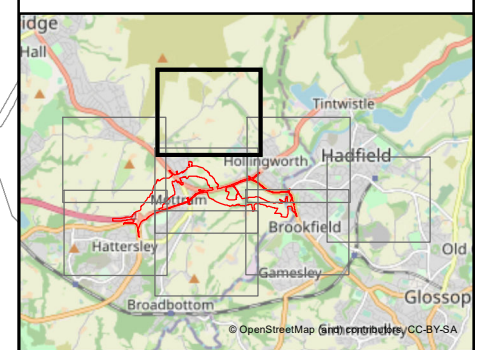 idge
Hall
Tintwistle
Hollingworth
Hadfield
Mottram
Brookfield
Hattersley
Old
Gamesley
Glossop
Broadbottom
© OpenStreetMap (and) contributors, CC-BY-SA